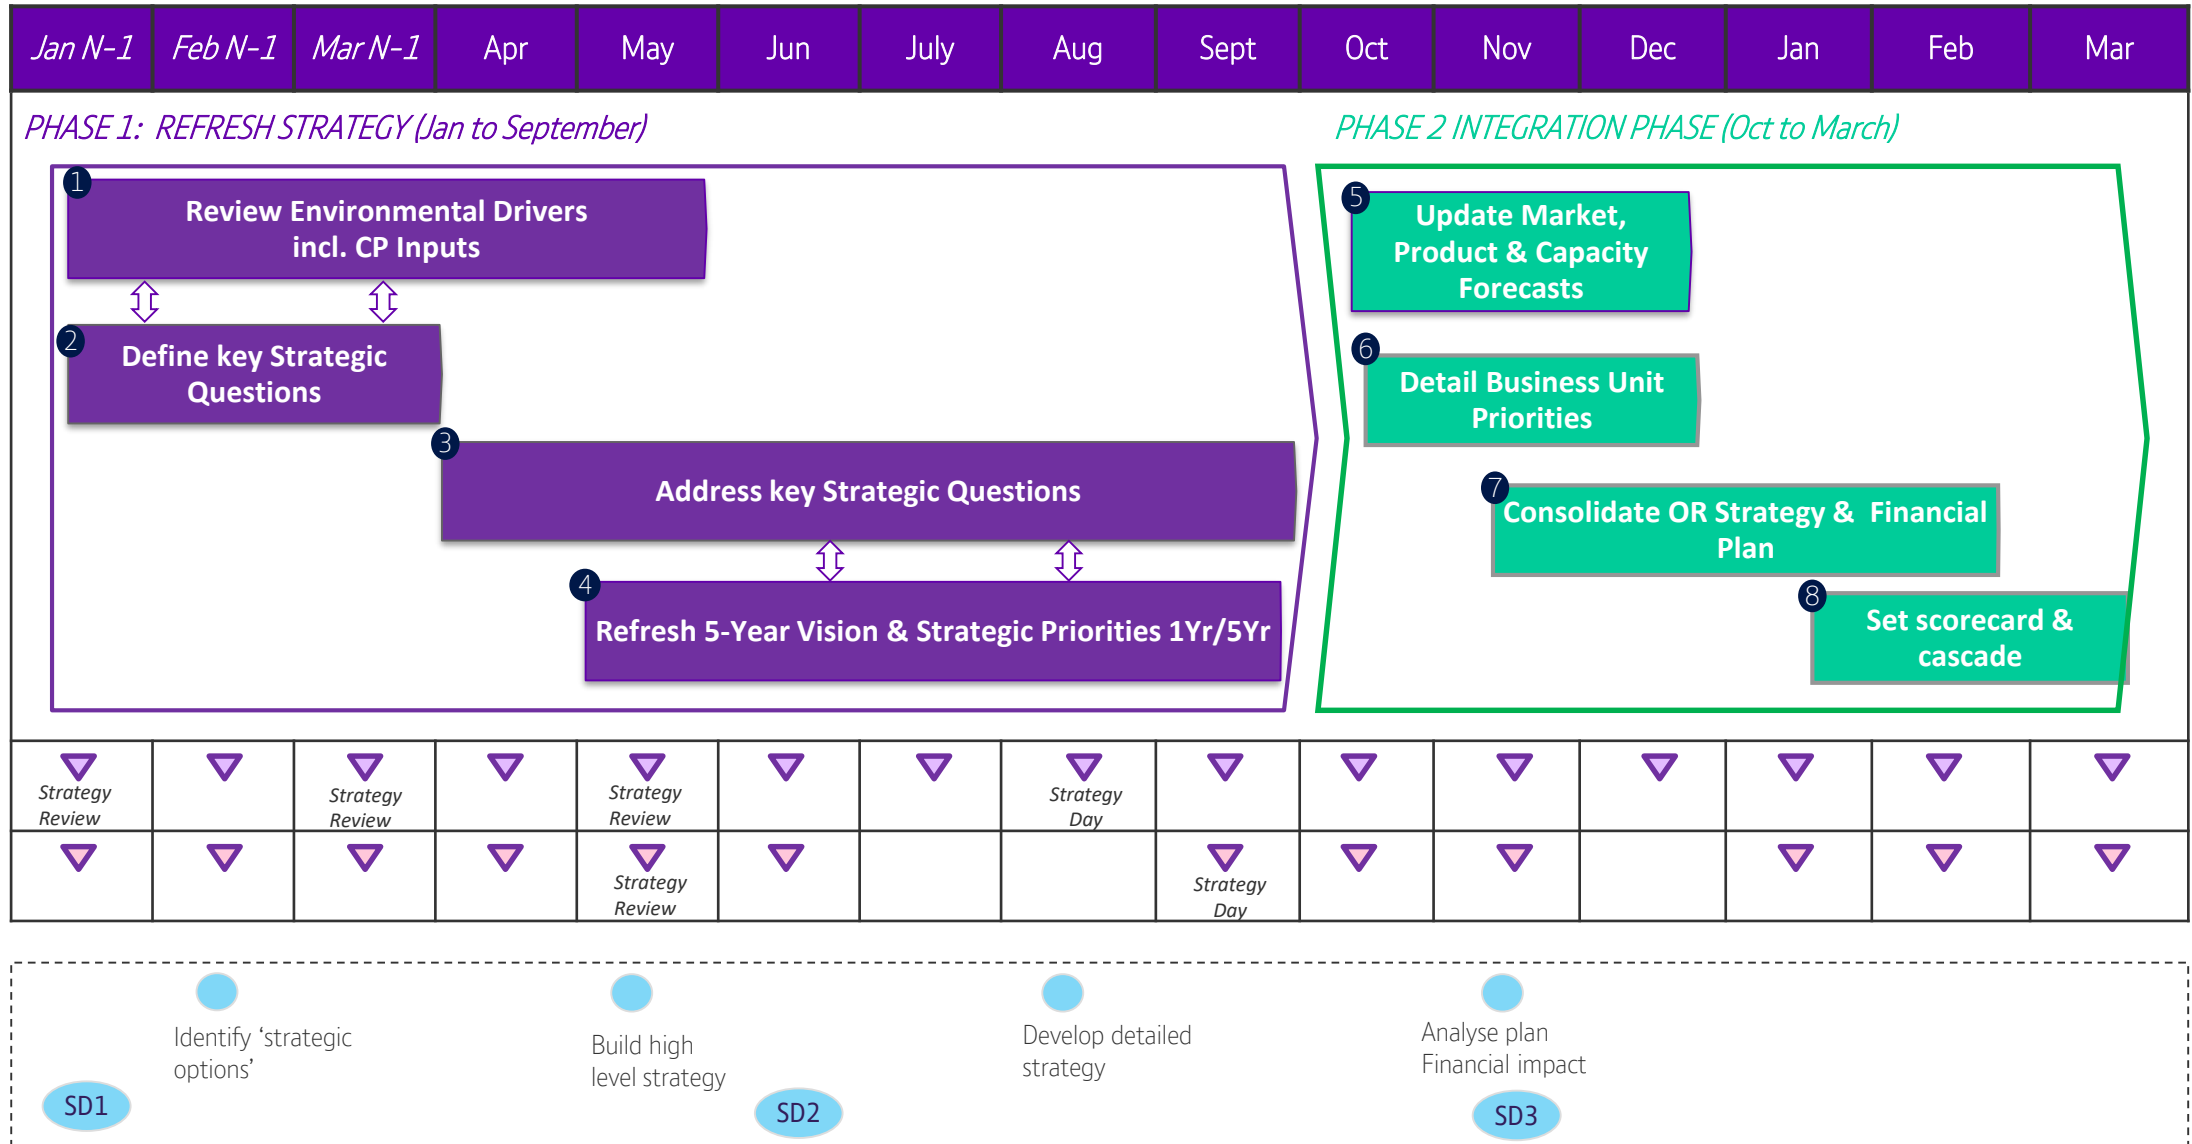 Jan N-1 Feb N-1 Mar N-1 Apr May Jun July Aug Sept Oct Nov Dec Jan Feb Mar
PHASE 1: REFRESH STRATEGY (Jan to September)
PHASE 2 INTEGRATION PHASE (Oct to March)
1
Review Environmental Drivers
incl. CP Inputs
2
Define key Strategic
Questions
3
Address key Strategic Questions
4
Refresh 5-Year Vision & Strategic Priorities 1Yr/5Yr
5
Update Market,
Product & Capacity
Forecasts
6
Detail Business Unit
Priorities
7
Consolidate OR Strategy & Financial
Plan
8
Set scorecard &
cascade
Strategy
Review
Strategy
Review
Strategy
Review
Strategy
Day
Strategy
Review
Strategy
Day
Identify ‘strategic
options’
Build high
level strategy
Develop detailed
strategy
Analyse plan
Financial impact
SD1
SD2
SD3